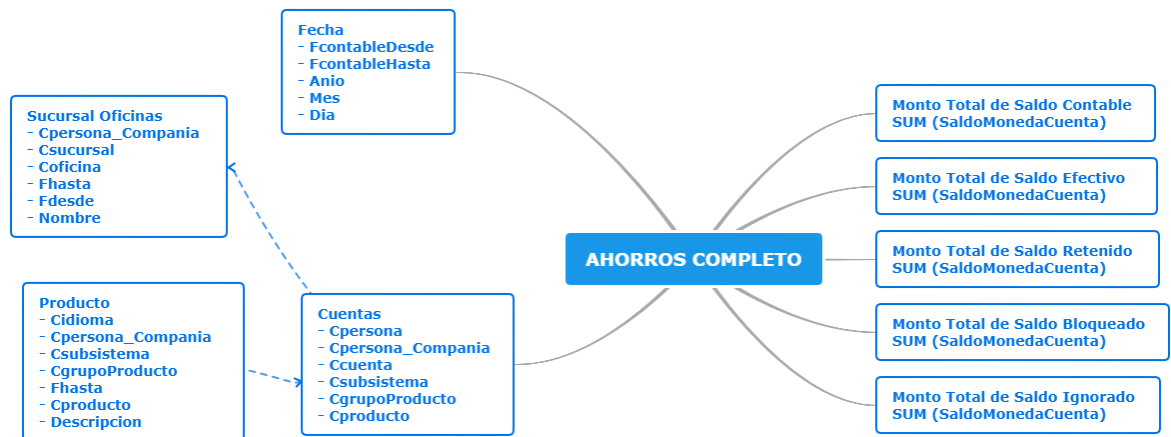 Fecha
- FcontableDesde
- FcontableHasta
- Anio
- Mes
- Dia
Sucursal Oficinas
- Cpersona_Compania
- Csucursal
- Coficina
- Fhasta
- Fdesde
- Nombre
Producto
- Cidioma
- Cpersona_Compania
- Csubsistema
- CgrupoProducto
- Fhasta
- Cproducto
- Descripcion
Cuentas
- Cpersona
- Cpersona_Compania
- Ccuenta
- Csubsistema
- CgrupoProducto
- Cproducto
AHORROS COMPLETO
Monto Total de Saldo Contable
SUM (SaldoMonedaCuenta)
Monto Total de Saldo Efectivo
SUM (SaldoMonedaCuenta)
Monto Total de Saldo Retenido
SUM (SaldoMonedaCuenta)
Monto Total de Saldo Bloqueado
SUM (SaldoMonedaCuenta)
Monto Total de Saldo Ignorado
SUM (SaldoMonedaCuenta)